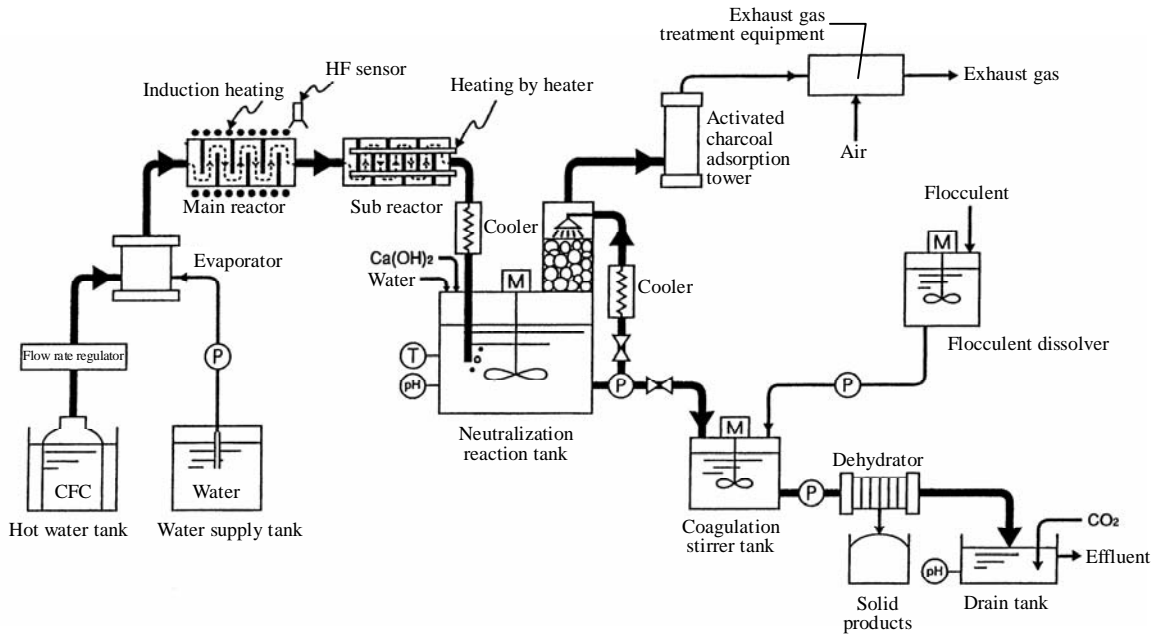 Exhaust gas
treatment equipment
HF sensor
Induction heating
Heating by heater
Exhaust gas
Activated
charcoal
adsorption
tower
Air
Main reactor
Sub reactor
Flocculent
M
Cooler
Evaporator
Ca(OH)2
Water
M
Cooler
Flow rate regulator
P
T
pH
P
P
Flocculent dissolver
Neutralization
reaction tank
M
CFC
Water
Hot water tank
Water supply tank
Dehydrator
P
Coagulation
stirrer tank
CO2
Effluent
pH
Solid
products
Drain tank